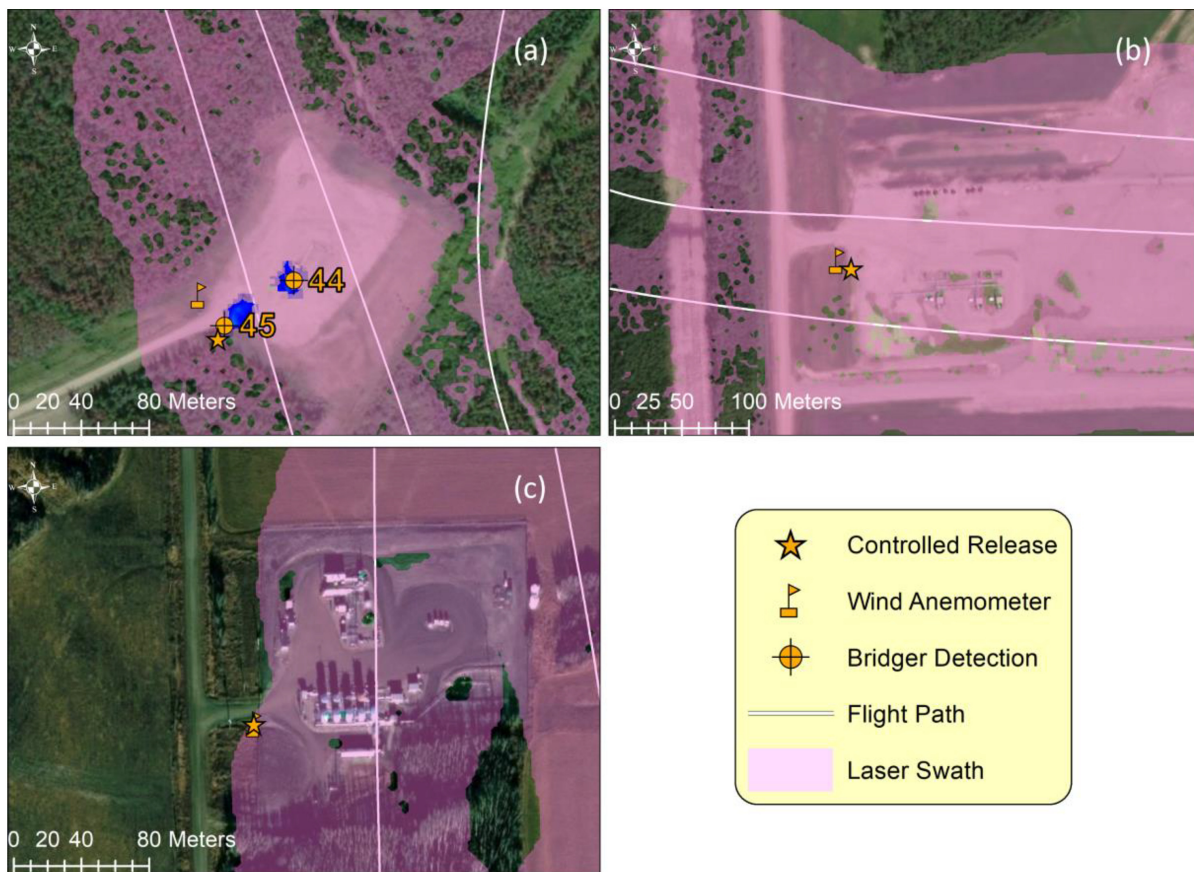 N
W E
S
(a)
44
45
0 20 40 80 Meters
N
W E
S
(b)
0 25 50 100 Meters
N
W E
S
(c)
0 20 40 80 Meters
Controlled Release
Wind Anemometer
Bridger Detection
Flight Path
Laser Swath